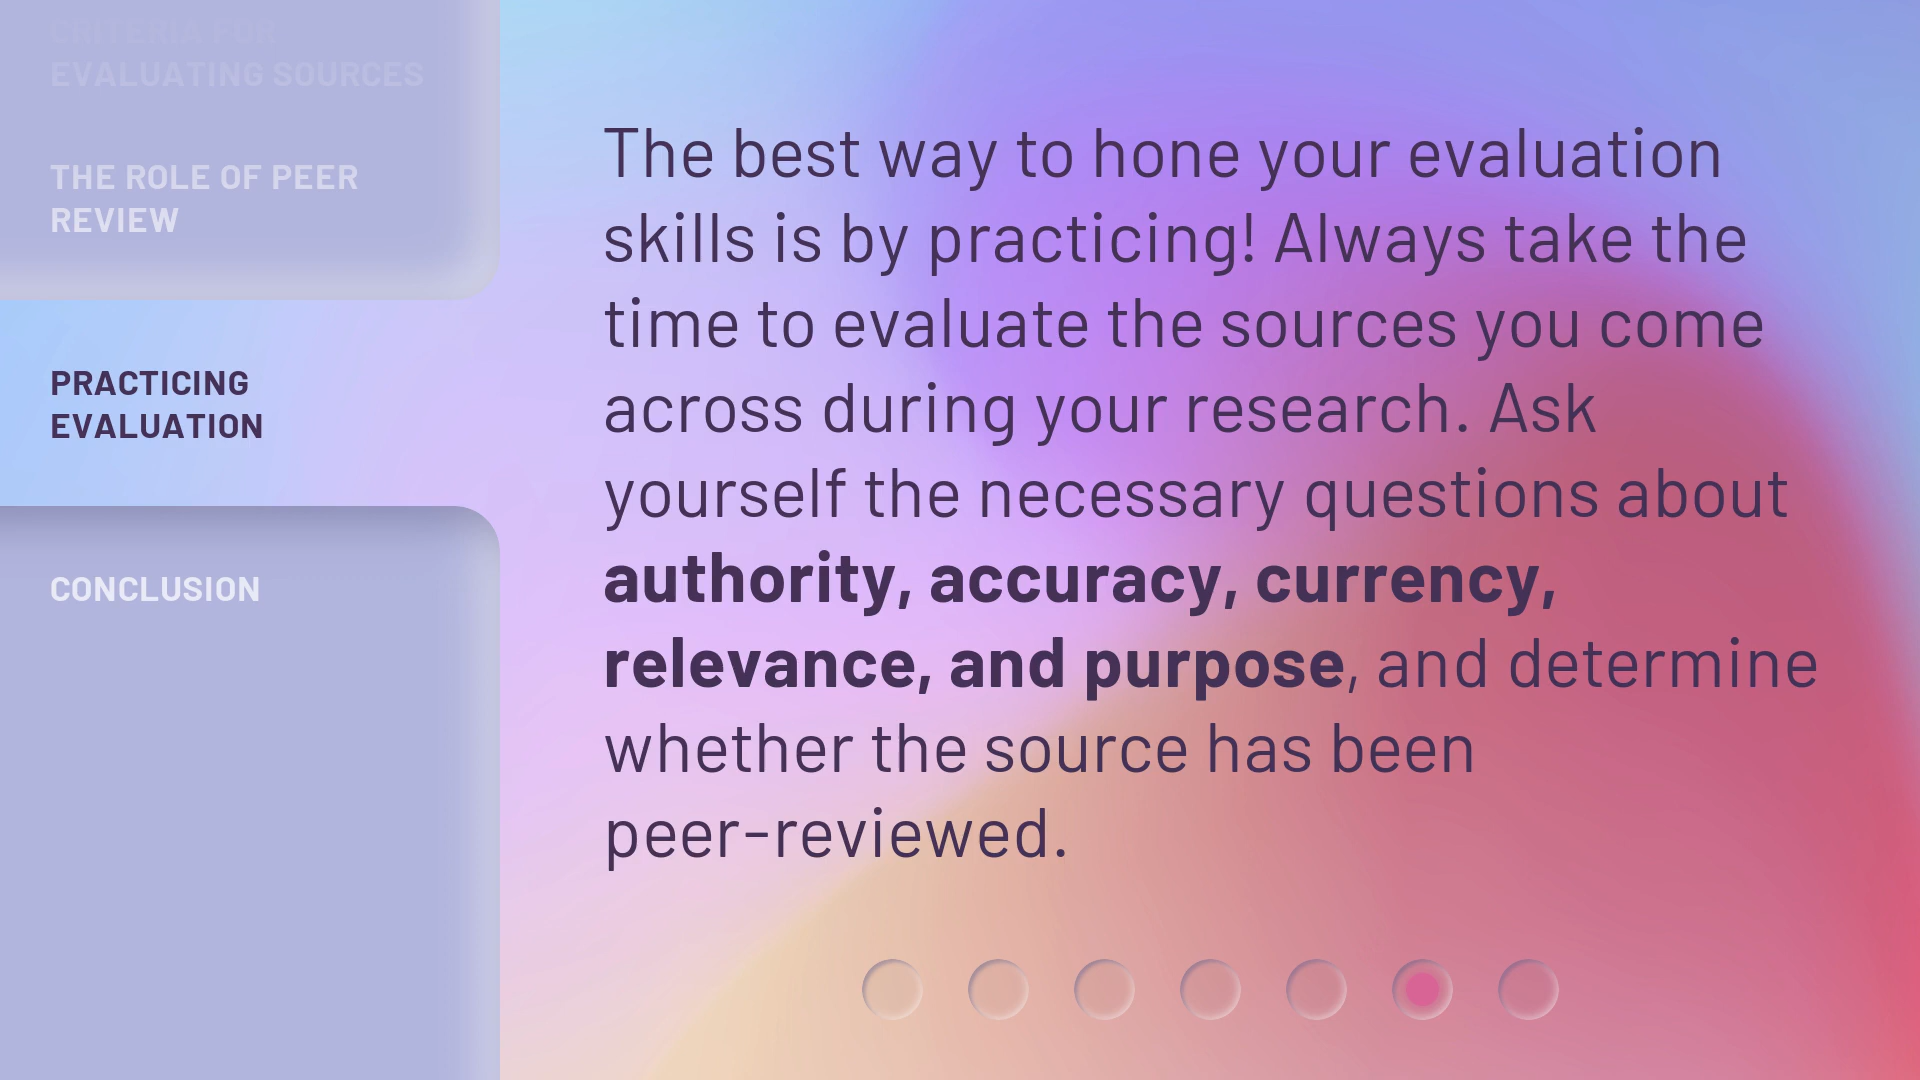 CRITERIA FOR
EVALUATING SOURCES
THE ROLE OF PEER
REVIEW
PRACTICING
EVALUATION
CONCLUSION
The best way to hone your evaluation
skills is by practicing! Always take the
time to evaluate the sources you come
across during your research. Ask
yourself the necessary questions about
authority, accuracy, currency,
relevance, and purpose, and determine
whether the source has been
peer-reviewed.